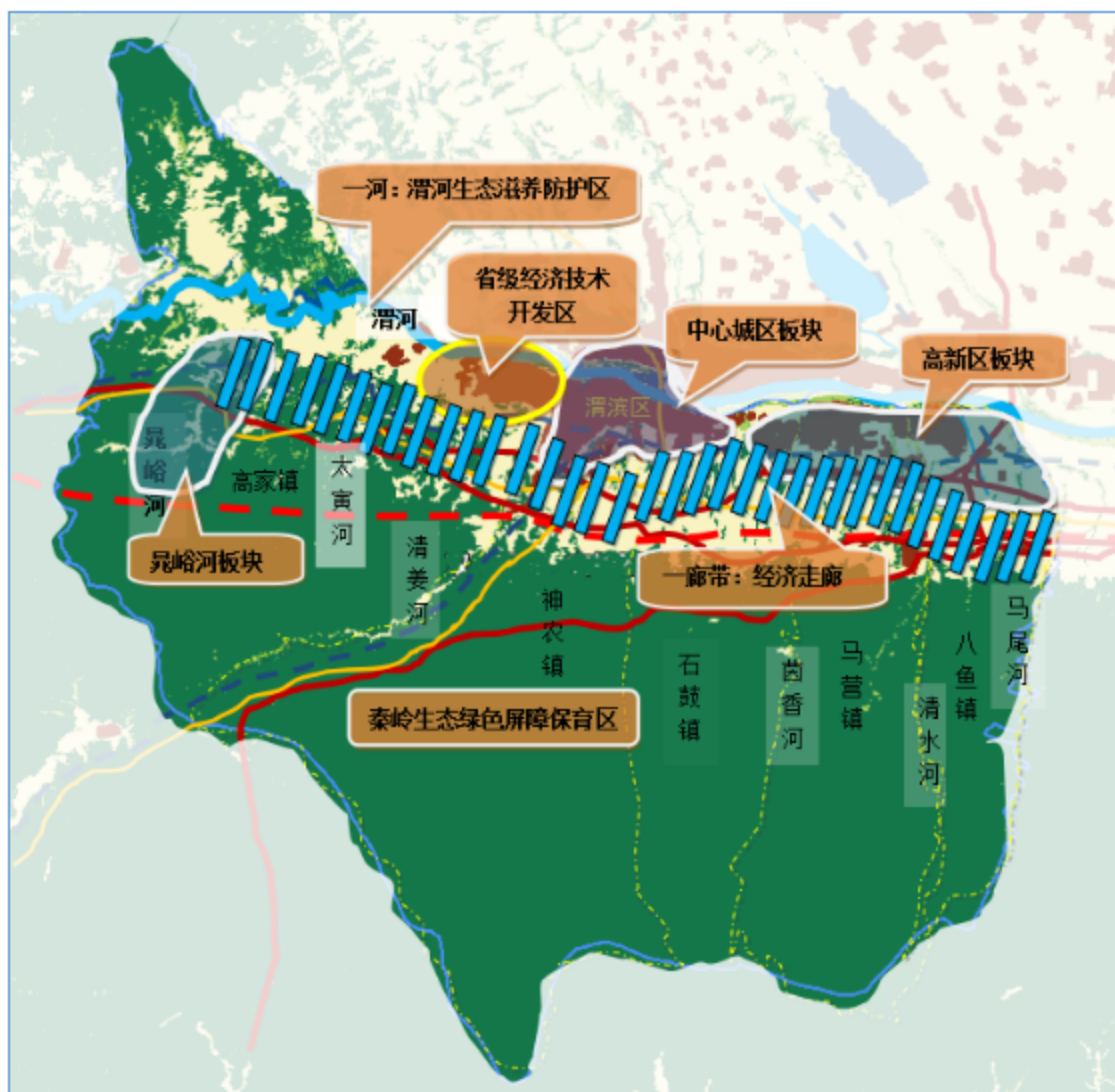 一河：渭河生态滋养防护区
省级经济技术
开发区
渭河
中心城区板块
高新区板块
渭滨区
晁峪河
高家镇
太寅河
清姜河
晁峪河板块
一廊带：经济走廊
神农镇
石鼓镇
茵香河
马营镇
清水河
八鱼镇
马尾河
秦岭生态绿色屏障保育区